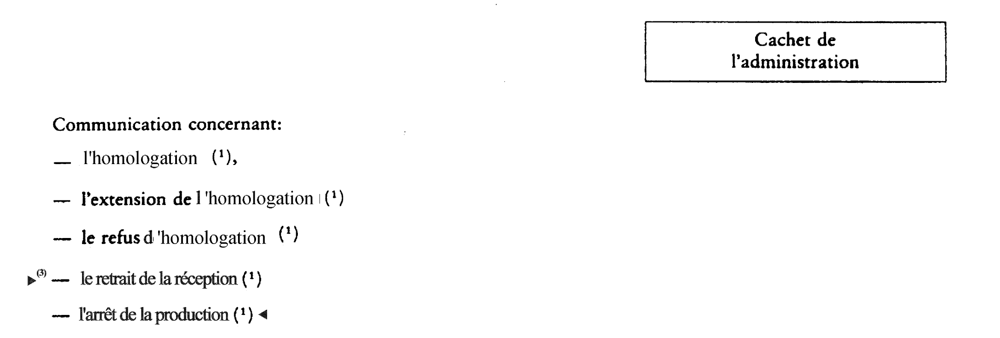 Cachet de
l'administration
Communication concernant:
— l'homologation (¹),
— l'extension de l'homologation (¹)
— le refus d'homologation (¹)
▶(3) — le retrait de la réception (¹)
— l'arrêt de la production (¹) ◀